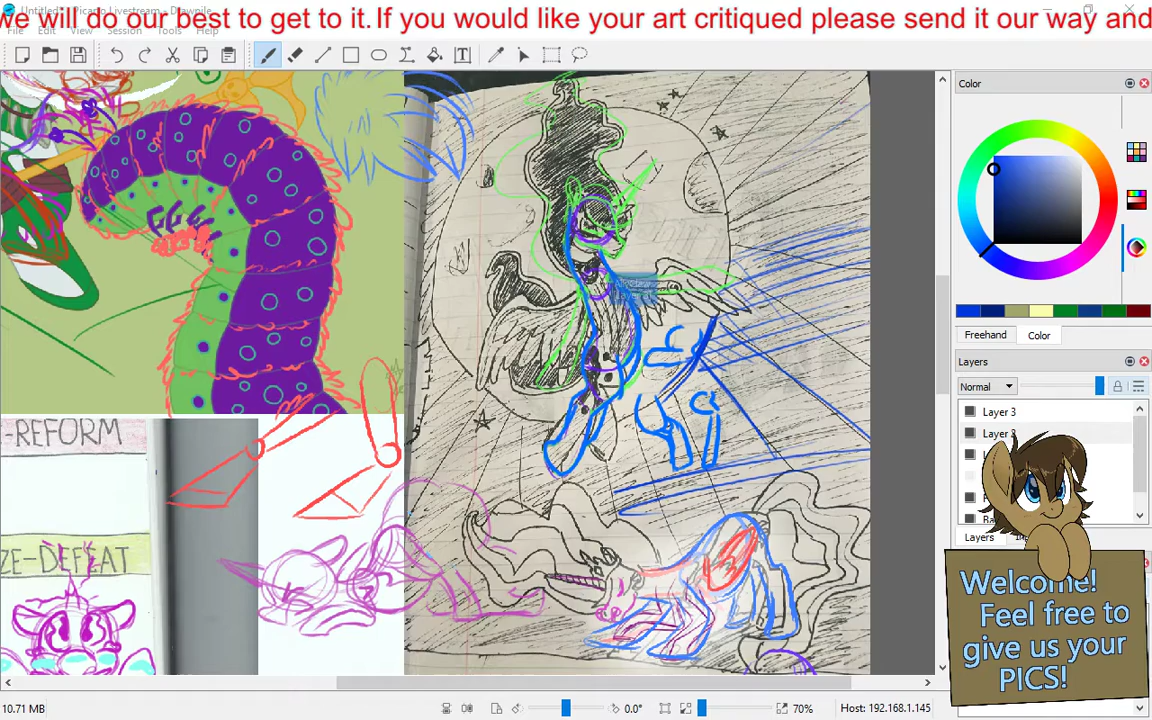 we will do our best to get to it. If you would like your art critiqued please send it our way and
File Edit View Session Tools Help
Color
Freehand Color
Layers
Normal
Layer 3
Layer
Layers
-REFORM
ZE-DEFEAT
Welcome!
Feel free to
give us your
PICS!
10.71 MB
0.0°
70%
Host: 192.168.1.145